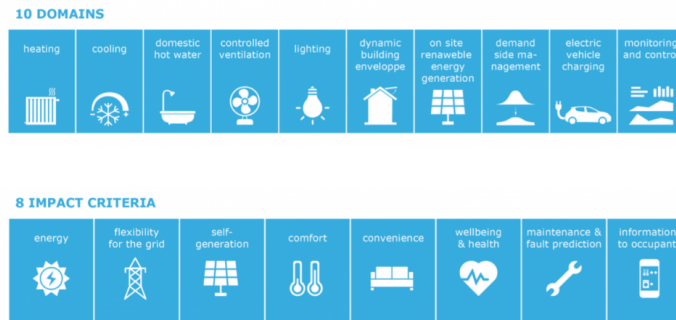 10 DOMAINS
heating
cooling
domestic
hot water
controlled
ventilation
lighting
dynamic
building
enveloppe
on site
renaweble
energy
generation
demand
side ma-
nagement
electric
vehicle
charging
monitoring
and contro
8 IMPACT CRITERIA
energy
flexibility
for the grid
self-
generation
comfort
convenience
wellbeing
& health
maintenance &
fault prediction
information
to occupant